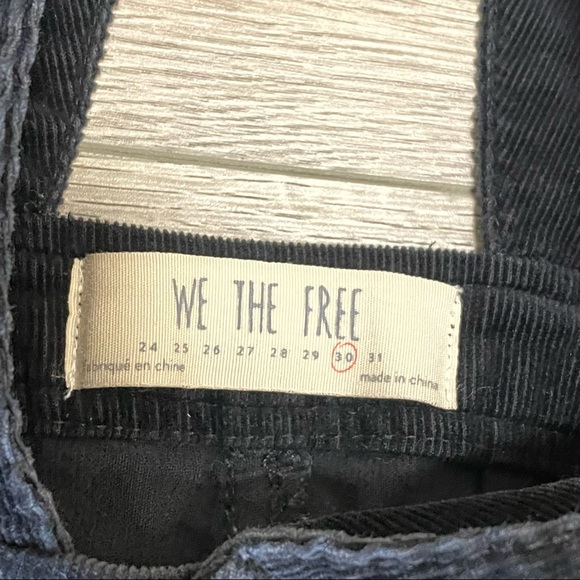 WE THE FREE
24 25 26 27 28 29 30 31
fabriqué en chine made in china